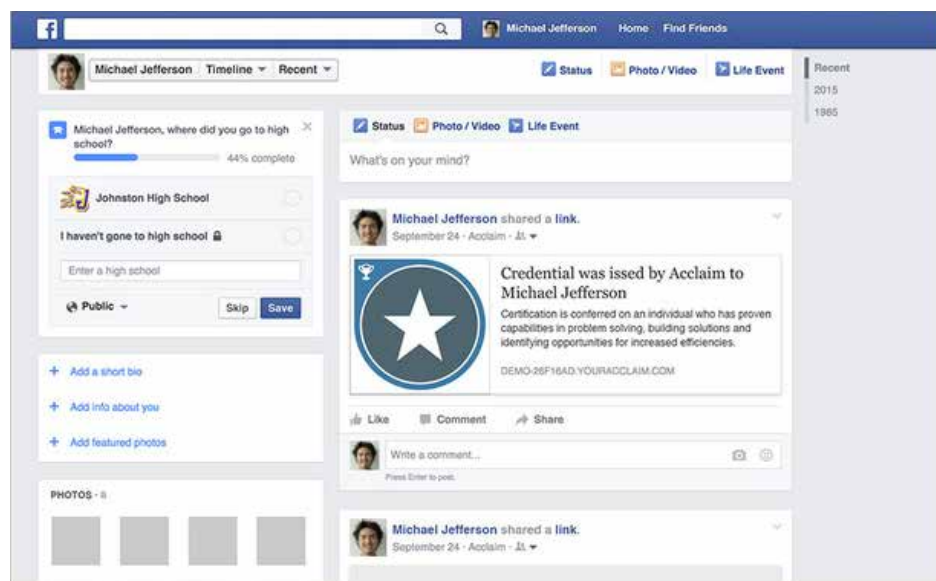 f
Michael Jefferson Home Find Friends
Michael Jefferson Timeline Recent
Status Photo / Video Life Event
Recent
2015
1985
Michael Jefferson, where did you go to high
school?
44% complete
Johnston High School
I haven't gone to high school
Enter a high school
Public
Skip Save
+ Add a short bio
+ Add info about you
+ Add featured photos
PHOTOS · 8
Status Photo / Video Life Event
What's on your mind?
Michael Jefferson shared a link.
September 24 · Acclaim ·
Credential was issed by Acclaim to
Michael Jefferson
Certification is conferred on an individual who has proven
capabilities in problem solving, building solutions and
identifying opportunities for increased efficiencies.
DEMO-26F16AD.YOURACCLAIM.COM
Like Comment Share
Write a comment...
Press Enter to post.
Michael Jefferson shared a link.
September 24 · Acclaim ·